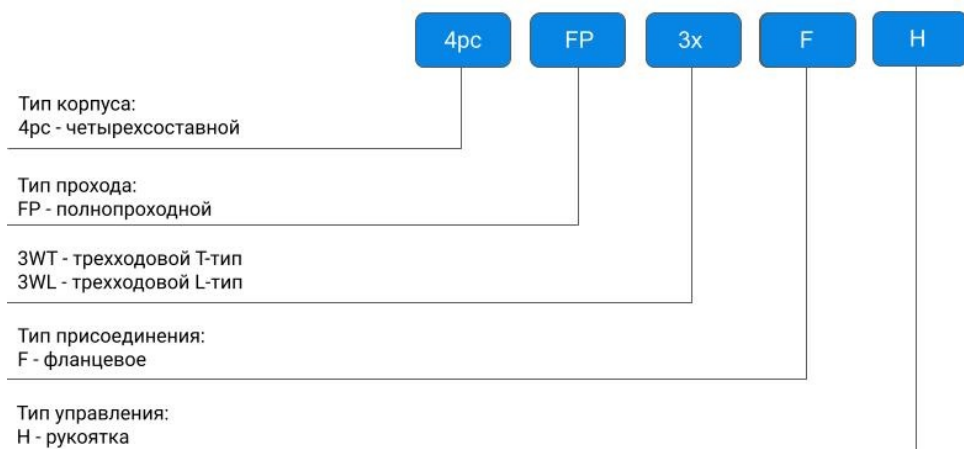 4pc FP 3x F H
Тип корпуса:
4pc - четырехсоставной
Тип прохода:
FP - полнопроходной
3WT - трехходовой T-тип
3WL - трехходовой L-тип
Тип присоединения:
F - фланцевое
Тип управления:
H - рукоятка